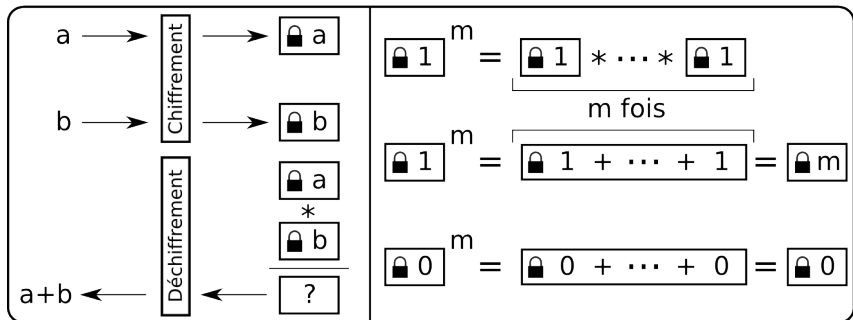 a
a
Chiffrement
b
b
Déchiffrement
a
*
b
?
a+b
1 m = 1 * ··· * 1
m fois
1 m = 1 + ··· + 1 = m
0 m = 0 + ··· + 0 = 0